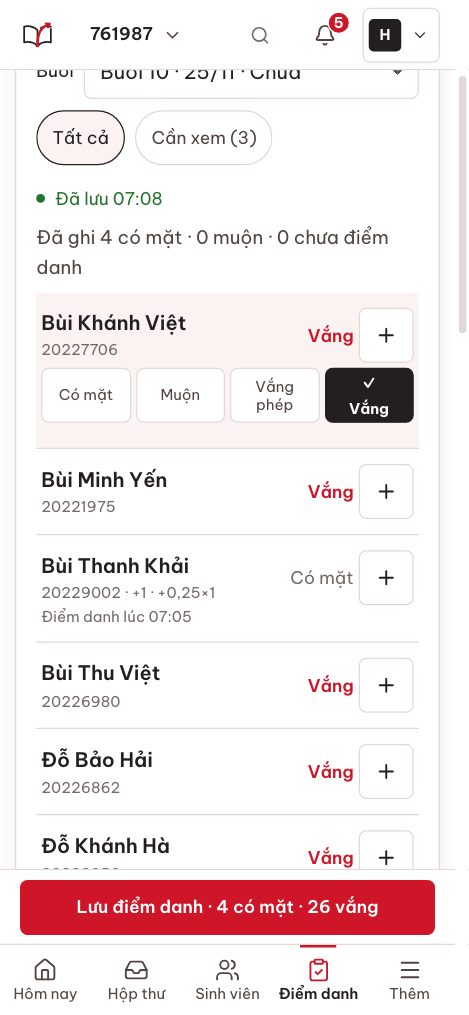 761987
5
H
Buổi
Buổi 10 · 25/11 · Chưa
Tất cả
Cần xem (3)
Đã lưu 07:08
Đã ghi 4 có mặt · 0 muộn · 0 chưa điểm
danh
Bùi Khánh Việt
20227706
Vắng
+
Có mặt
Muộn
Vắng
phép
✓
Vắng
Bùi Minh Yến
20221975
Vắng
+
Bùi Thanh Khải
20229002 · +1 · +0,25×1
Điểm danh lúc 07:05
Có mặt
+
Bùi Thu Việt
20226980
Vắng
+
Đỗ Bảo Hải
20226862
Vắng
+
Đỗ Khánh Hà
Vắng
+
Lưu điểm danh · 4 có mặt · 26 vắng
Hôm nay
Hộp thư
Sinh viên
Điểm danh
Thêm